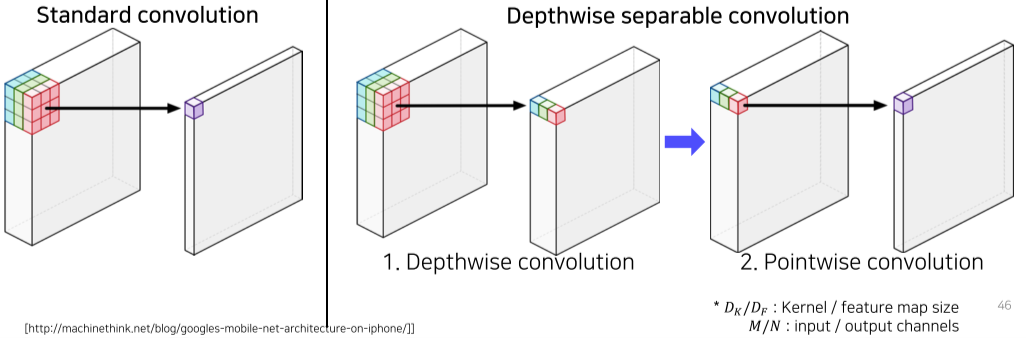 Standard convolution
Depthwise separable convolution
1. Depthwise convolution
2. Pointwise convolution
* D_K/D_F : Kernel / feature map size
M/N : input / output channels
46
[http://machinethink.net/blog/googles-mobile-net-architecture-on-iphone/]]